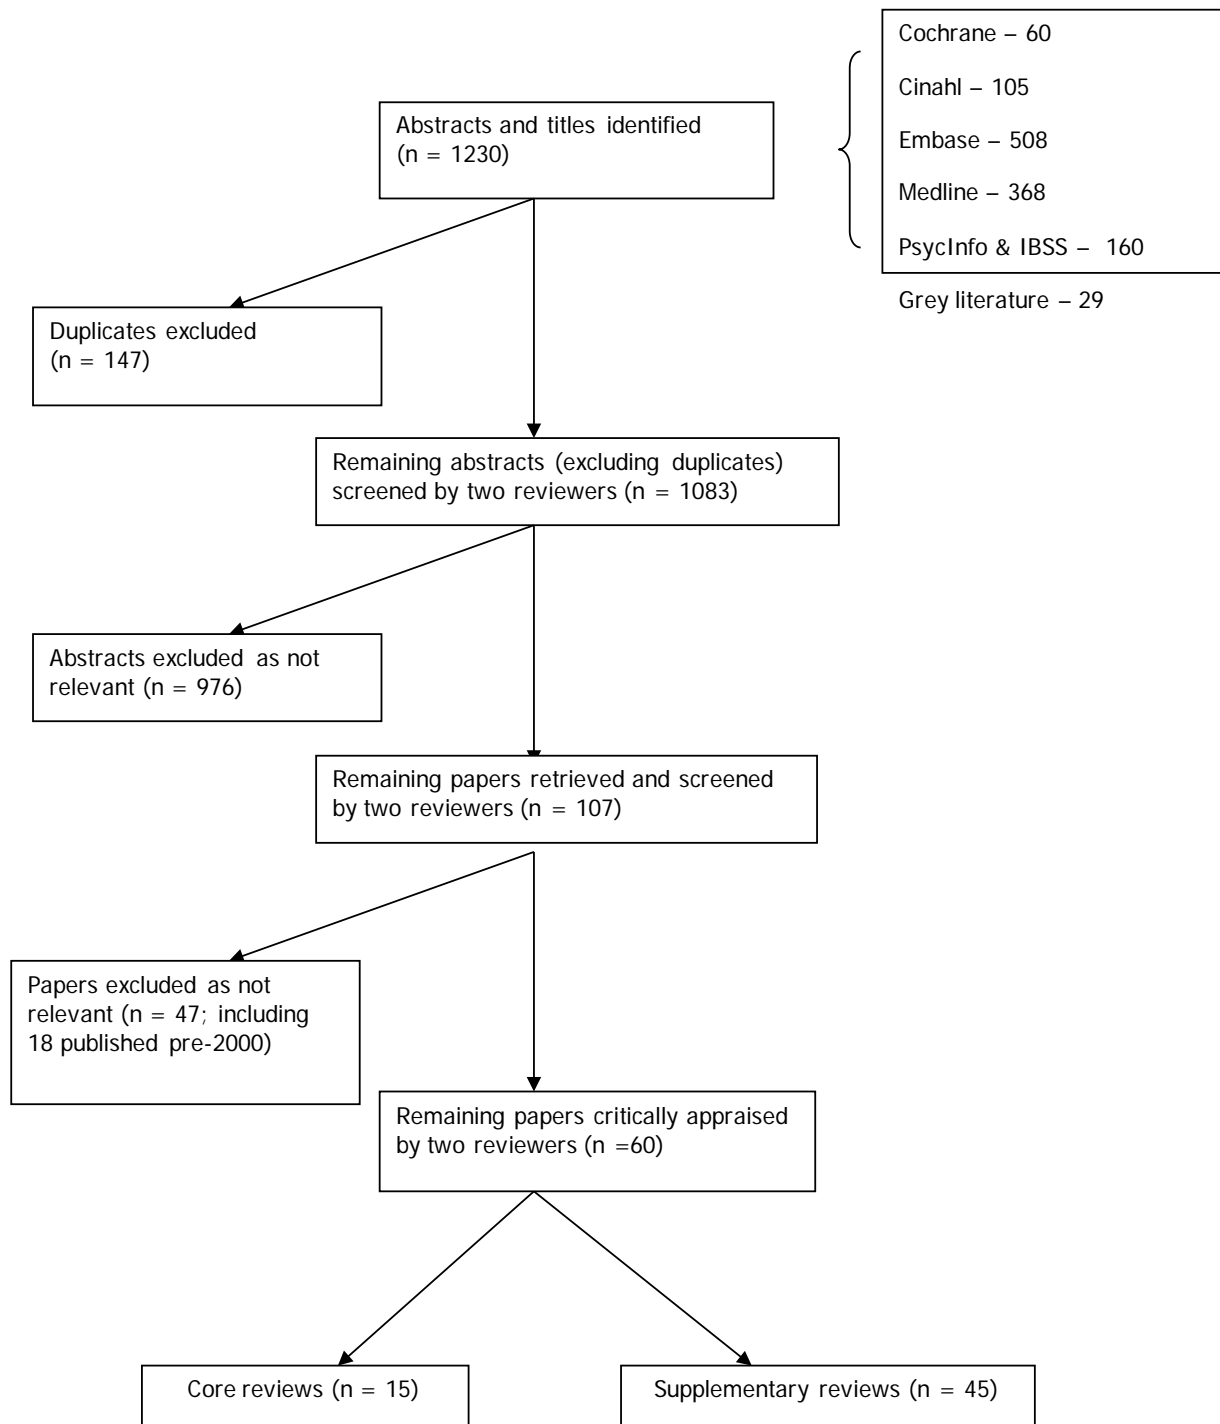 Cochrane – 60
Cinahl – 105
Embase – 508
Medline – 368
PsycInfo & IBSS – 160
Grey literature – 29
Abstracts and titles identified
(n = 1230)
Duplicates excluded
(n = 147)
Remaining abstracts (excluding duplicates)
screened by two reviewers (n = 1083)
Abstracts excluded as not
relevant (n = 976)
Remaining papers retrieved and screened
by two reviewers (n = 107)
Papers excluded as not
relevant (n = 47; including
18 published pre-2000)
Remaining papers critically appraised
by two reviewers (n =60)
Core reviews (n = 15)
Supplementary reviews (n = 45)